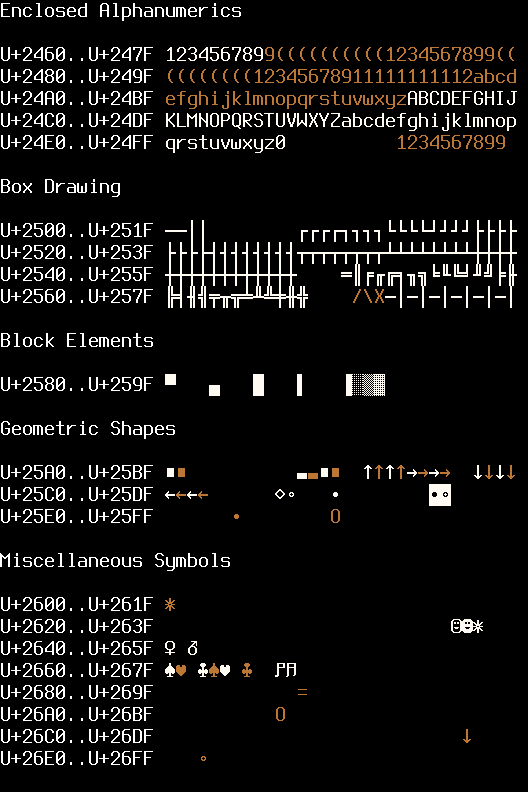 Enclosed Alphanumerics
U+2460..U+247F 1234567899((((((((((1234567899((
U+2480..U+249F ((((((((12345678911111111112abcd
U+24A0..U+24BF efghijklmnopqrstuvwxyzABCDEFGHIJ
U+24C0..U+24DF KLMNOPQRSTUVWXYZabcdefghijklmnop
U+24E0..U+24FF qrstuvwxyz0 1234567899
Box Drawing
U+2500..U+251F
U+2520..U+253F
U+2540..U+255F
U+2560..U+257F
Block Elements
U+2580..U+259F
Geometric Shapes
U+25A0..U+25BF
U+25C0..U+25DF
U+25E0..U+25FF
Miscellaneous Symbols
U+2600..U+261F
U+2620..U+263F
U+2640..U+265F ♀ ♂
U+2660..U+267F
U+2680..U+269F =
U+26A0..U+26BF O
U+26C0..U+26DF ↓
U+26E0..U+26FF